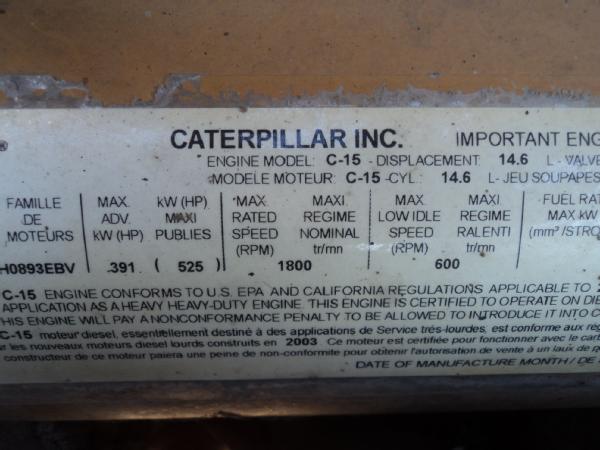 CATERPILLAR INC. IMPORTANT ENG
ENGINE MODEL: C-15 - DISPLACEMENT 14.6 L - VALVE
MODELE MOTEUR: C-15 -CYL.: 14.6 L- JEU SOUPAPES
FAMILLE MAX. kW (HP) MAX. MAXI MAX. MAXI FUEL RAT
DE ADV. MAXI RATED REGIME LOW IDLE REGIME MAX kW
MOTEURS kW (HP) PUBLIES SPEED NOMINAL SPEED RALENTI (mm³/STRO
(RPM) tr/mn (RPM) tr/mn
H0893EBV 391 ( 525 ) 1800 600
C-15 ENGINE CONFORMS TO U.S. EPA AND CALIFORNIA REGULATIONS APPLICABLE TO 2
APPLICATION AS A HEAVY HEAVY-DUTY ENGINE. THIS ENGINE IS CERTIFIED TO OPERATE ON DIE
THIS ENGINE WILL PAY A NONCONFORMANCE PENALTY TO BE ALLOWED TO INTRODUCE IT INTO C
C-15 moteur diesel, essentiellement destiné à des applications de Service trés-lourdes, est conforme aux rég
les nouveaux moteurs diesel lourds construits en 2003 Ce moteur est certifiée pour fonctionner avec le carb
constructeur de ce moteur paiera une peine de non-conformite pour obtenir l'autorisation de vente à un taux de p
DATE OF MANUFACTURE MONTH / DE